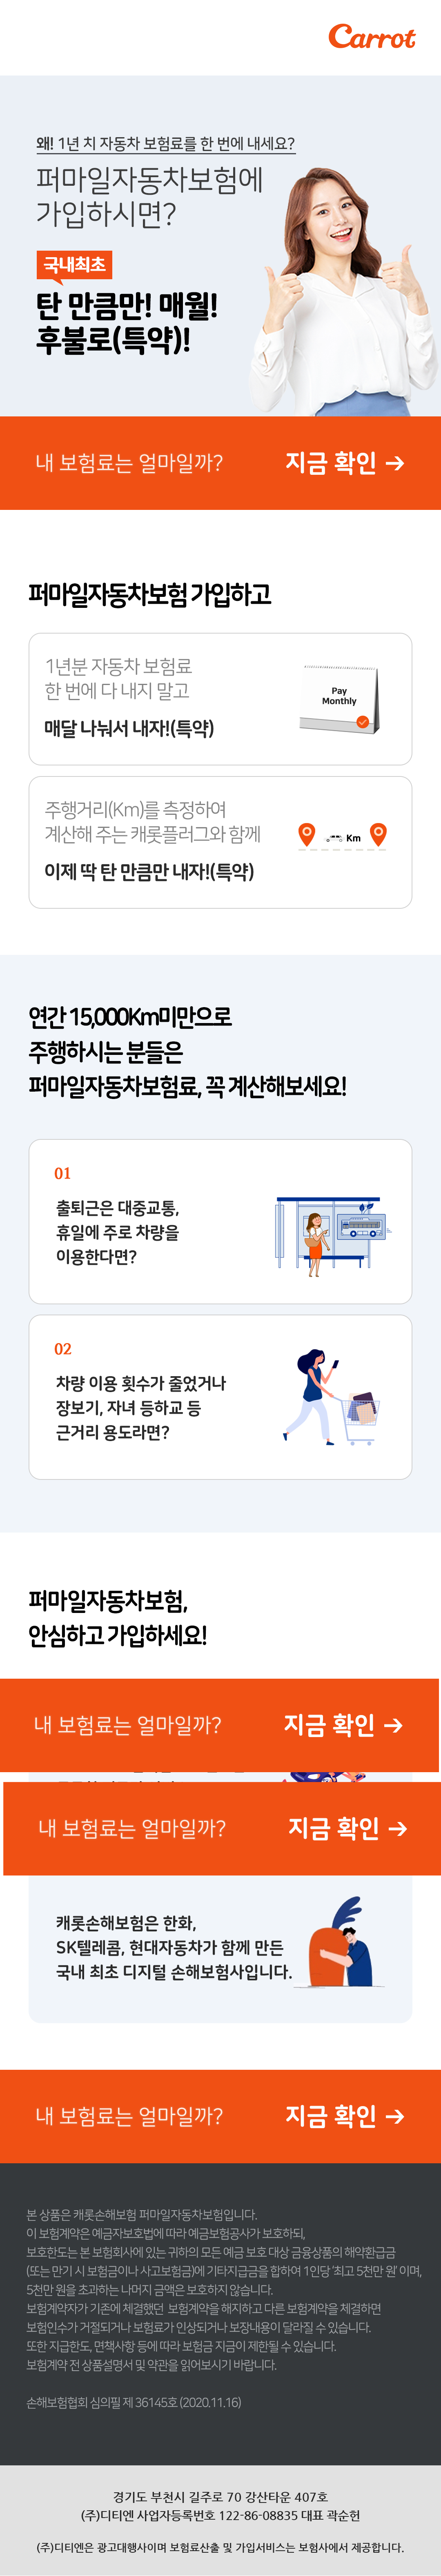 Carrot
왜! 1년 치 자동차 보험료를 한 번에 내세요?
퍼마일자동차보험에
가입하시면?
국내최초
탄 만큼만! 매월!
후불로(특약)!
내 보험료는 얼마일까? 지금 확인 →
퍼마일자동차보험 가입하고
1년분 자동차 보험료
한 번에 다 내지 말고
매달 나눠서 내자!(특약)
Pay
Monthly
주행거리(Km)를 측정하여
계산해 주는 캐롯플러그와 함께
이제 딱 탄 만큼만 내자!(특약)
Km
연간 15,000Km미만으로
주행하시는 분들은
퍼마일자동차보험료, 꼭 계산해보세요!
01
출퇴근은 대중교통,
휴일에 주로 차량을
이용한다면?
02
차량 이용 횟수가 줄었거나
장보기, 자녀 등하교 등
근거리 용도라면?
퍼마일자동차보험,
안심하고 가입하세요!
내 보험료는 얼마일까? 지금 확인 →
내 보험료는 얼마일까? 지금 확인 →
캐롯손해보험은 한화,
SK텔레콤, 현대자동차가 함께 만든
국내 최초 디지털 손해보험사입니다.
내 보험료는 얼마일까? 지금 확인 →
본 상품은 캐롯손해보험 퍼마일자동차보험입니다.
이 보험계약은 예금자보호법에 따라 예금보험공사가 보호하되,
보호한도는 본 보험회사에 있는 귀하의 모든 예금 보호 대상 금융상품의 해약환급금
(또는 만기 시 보험금이나 사고보험금)에 기타지급금을 합하여 1인당 '최고 5천만 원' 이며,
5천만 원을 초과하는 나머지 금액은 보호하지 않습니다.
보험계약자가 기존에 체결했던 보험계약을 해지하고 다른 보험계약을 체결하면
보험인수가 거절되거나 보험료가 인상되거나 보장내용이 달라질 수 있습니다.
또한 지급한도, 면책사항 등에 따라 보험금 지급이 제한될 수 있습니다.
보험계약 전 상품설명서 및 약관을 읽어보시기 바랍니다.
손해보험협회 심의필 제 36145호 (2020.11.16)
경기도 부천시 길주로 70 강산타운 407호
(주)디티엔 사업자등록번호 122-86-08835 대표 곽순헌
(주)디티엔은 광고대행사이며 보험료산출 및 가입서비스는 보험사에서 제공합니다.